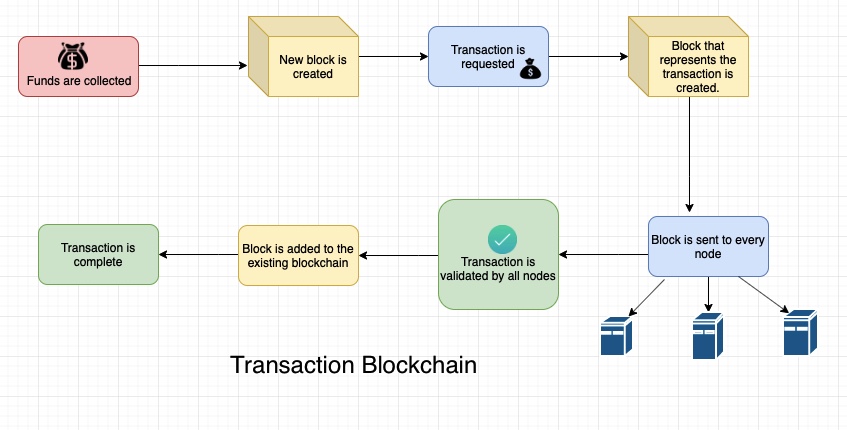 Funds are collected
New block is
created
Transaction is
requested
Block that
represents the
transaction is
created.
Block is sent to every
node
Transaction is
validated by all nodes
Block is added to the
existing blockchain
Transaction is
complete
Transaction Blockchain